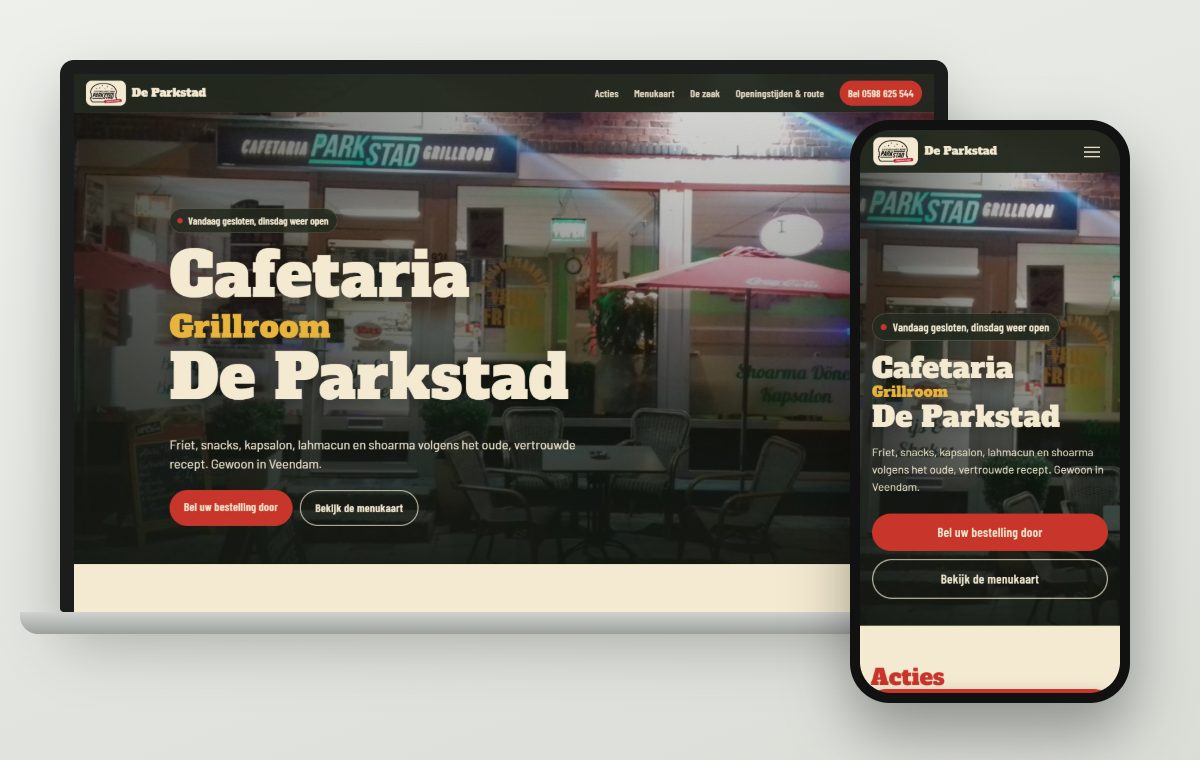 De Parkstad
Acties Menukaart De zaak Openingstijden & route Bel 0598 625 544
CAFETARIA PARKSTAD GRILLROOM
Vandaag gesloten, dinsdag weer open
Cafetaria
Grillroom
De Parkstad
Shoarma Döne
Kapsalon
Friet, snacks, kapsalon, lahmacun en shoarma volgens het oude, vertrouwde
recept. Gewoon in Veendam.
Bel uw bestelling door
Bekijk de menukaart
PARKSTAD
De Parkstad
PARKSTAD GRILLROOM
Vandaag gesloten, dinsdag weer open
Cafetaria
Grillroom
De Parkstad
Friet, snacks, kapsalon, lahmacun en shoarma
volgens het oude, vertrouwde recept. Gewoon in
Veendam.
Bel uw bestelling door
Bekijk de menukaart
Acties